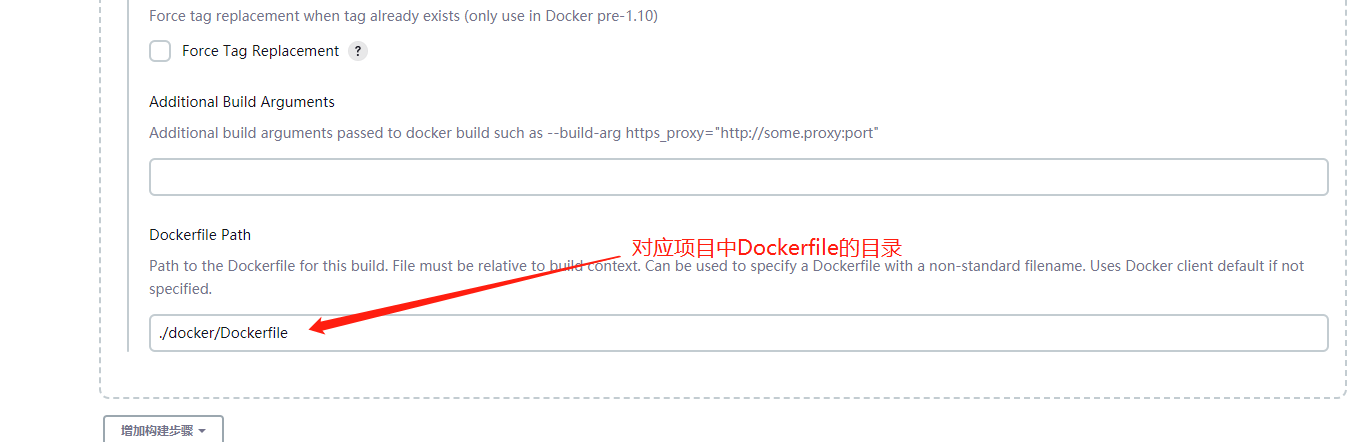 Force tag replacement when tag already exists (only use in Docker pre-1.10)
Force Tag Replacement ?
Additional Build Arguments
Additional build arguments passed to docker build such as --build-arg https_proxy="http://some.proxy:port"
Dockerfile Path
对应项目中Dockerfile的目录
Path to the Dockerfile for this build. File must be relative to build context. Can be used to specify a Dockerfile with a non-standard filename. Uses Docker client default if not
specified.
./docker/Dockerfile
增加构建步骤